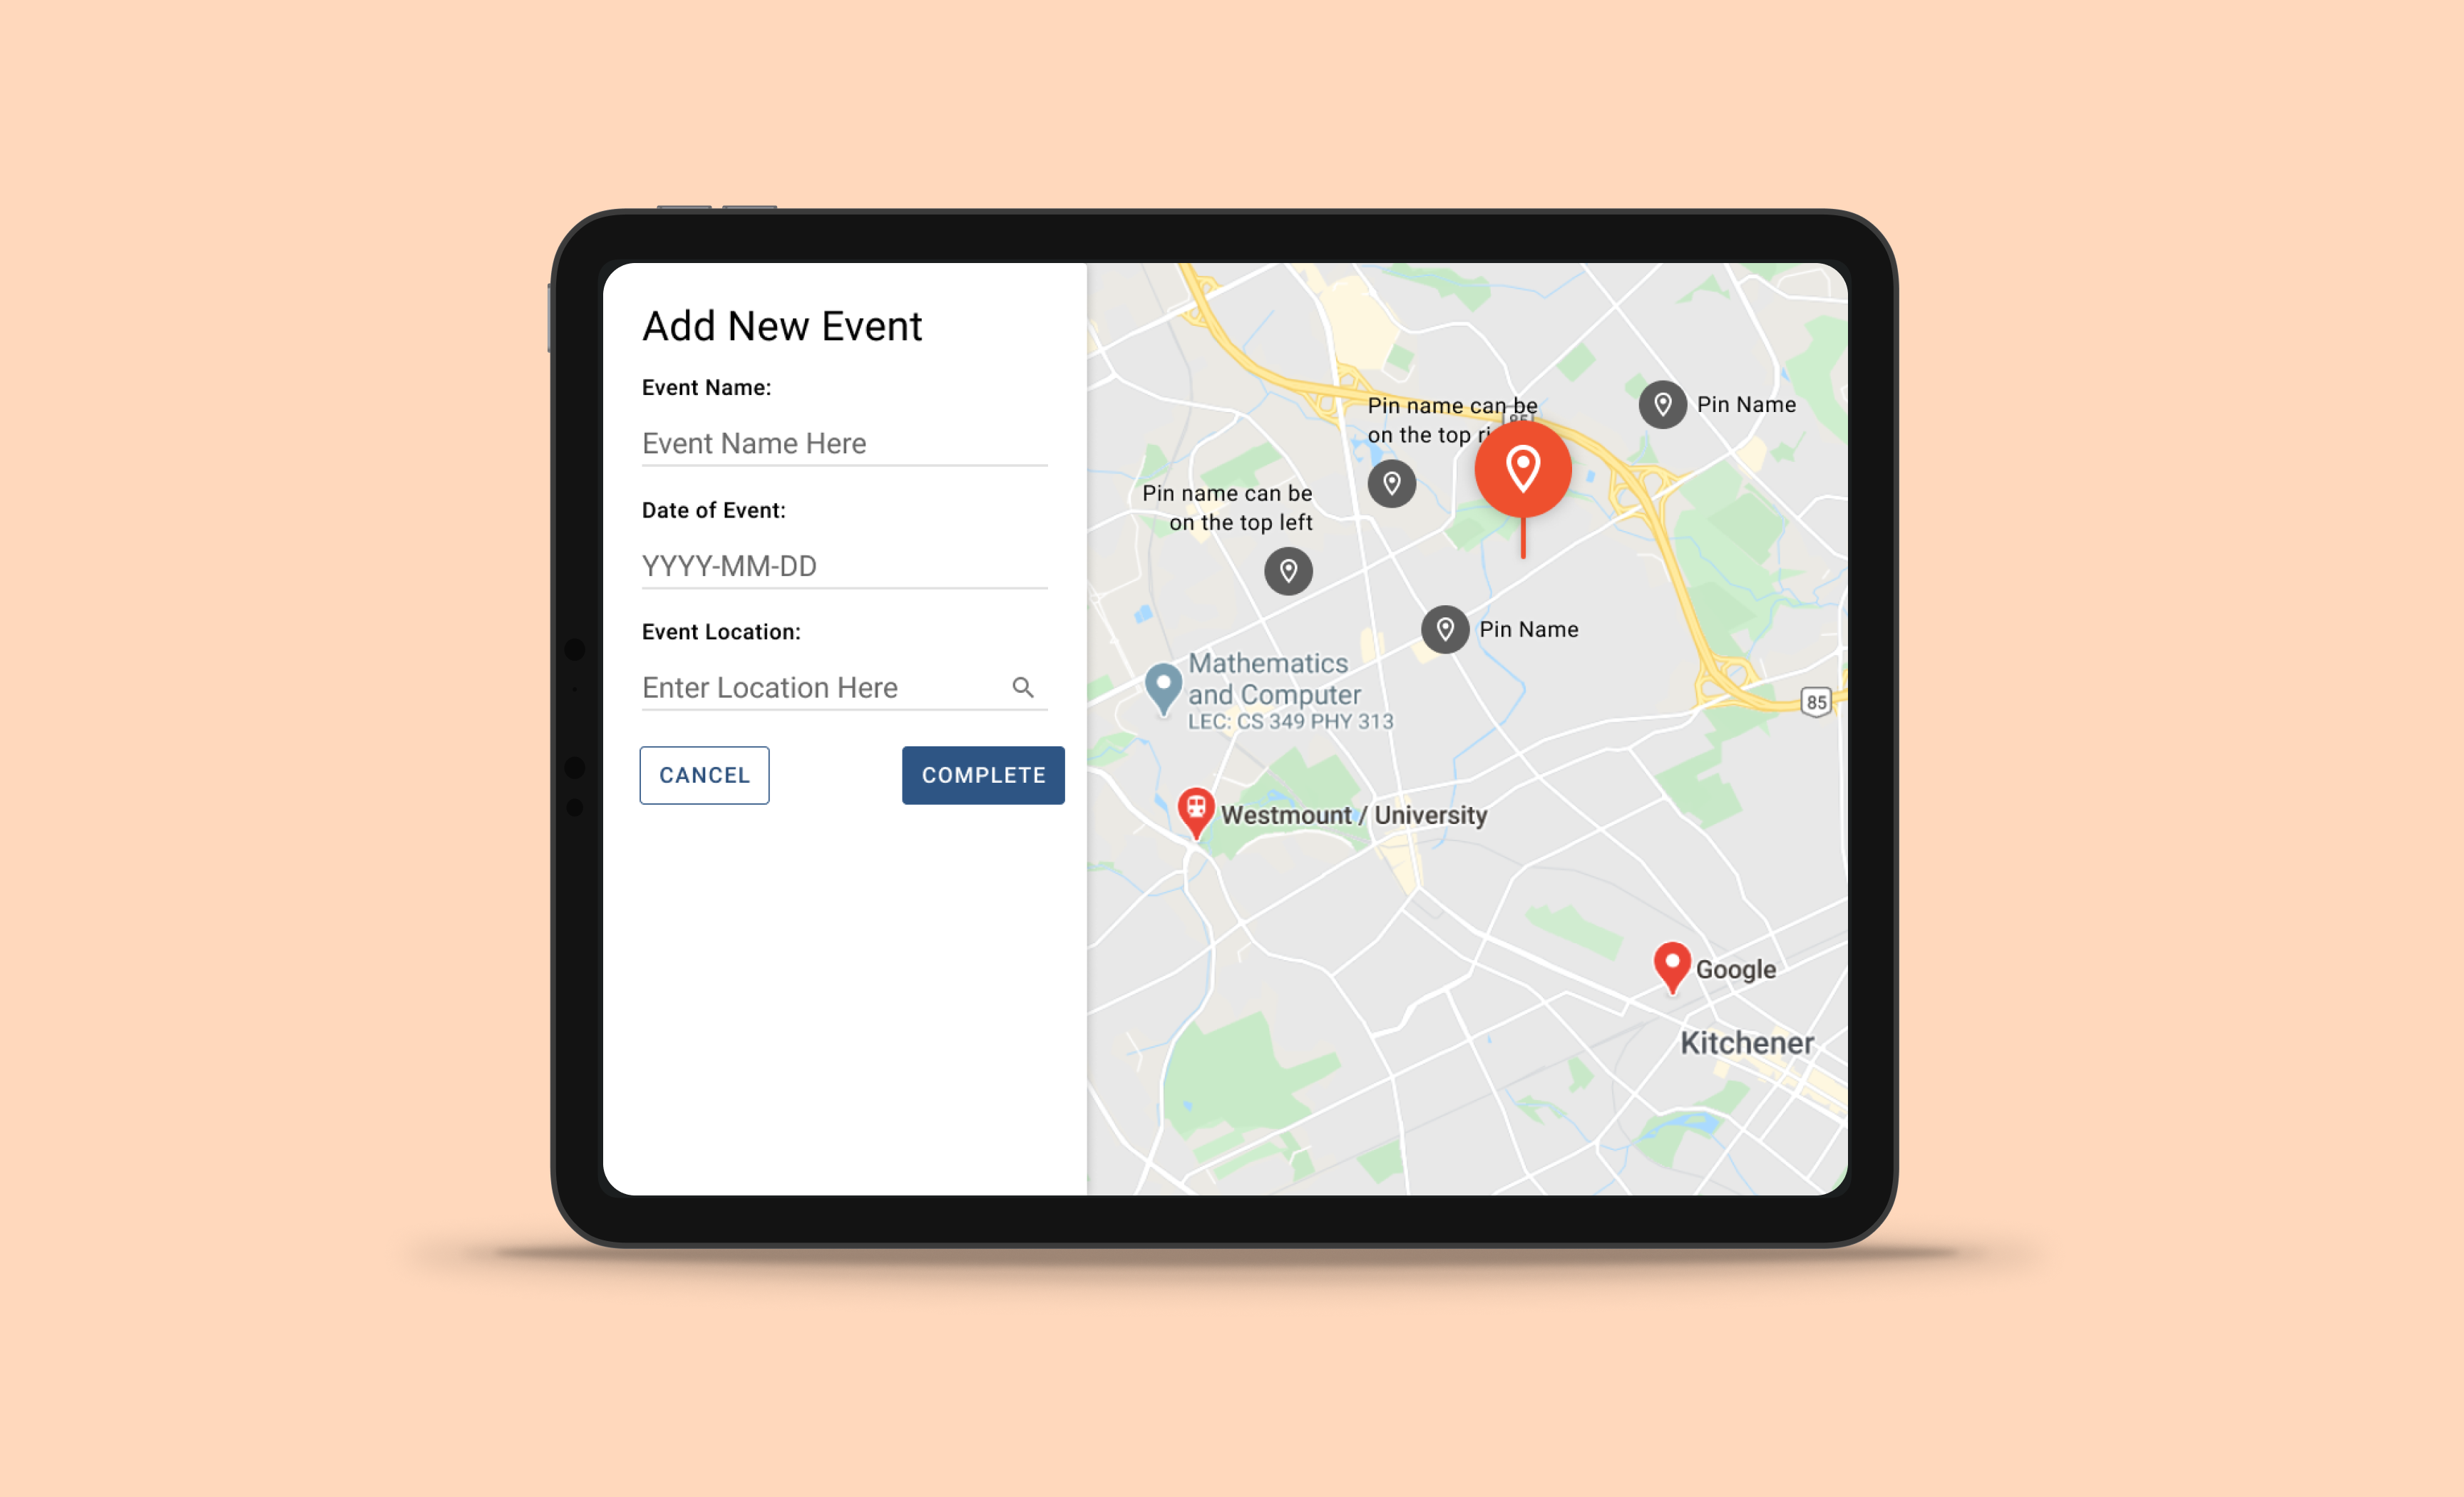 Add New Event
Event Name:
Event Name Here
Date of Event:
YYYY-MM-DD
Event Location:
Enter Location Here
CANCEL
COMPLETE
Pin name can be
on the top ri
85
Pin Name
Pin name can be
on the top left
Pin Name
Mathematics
and Computer
LEC: CS 349 PHY 313
85
Westmount / University
Google
Kitchener